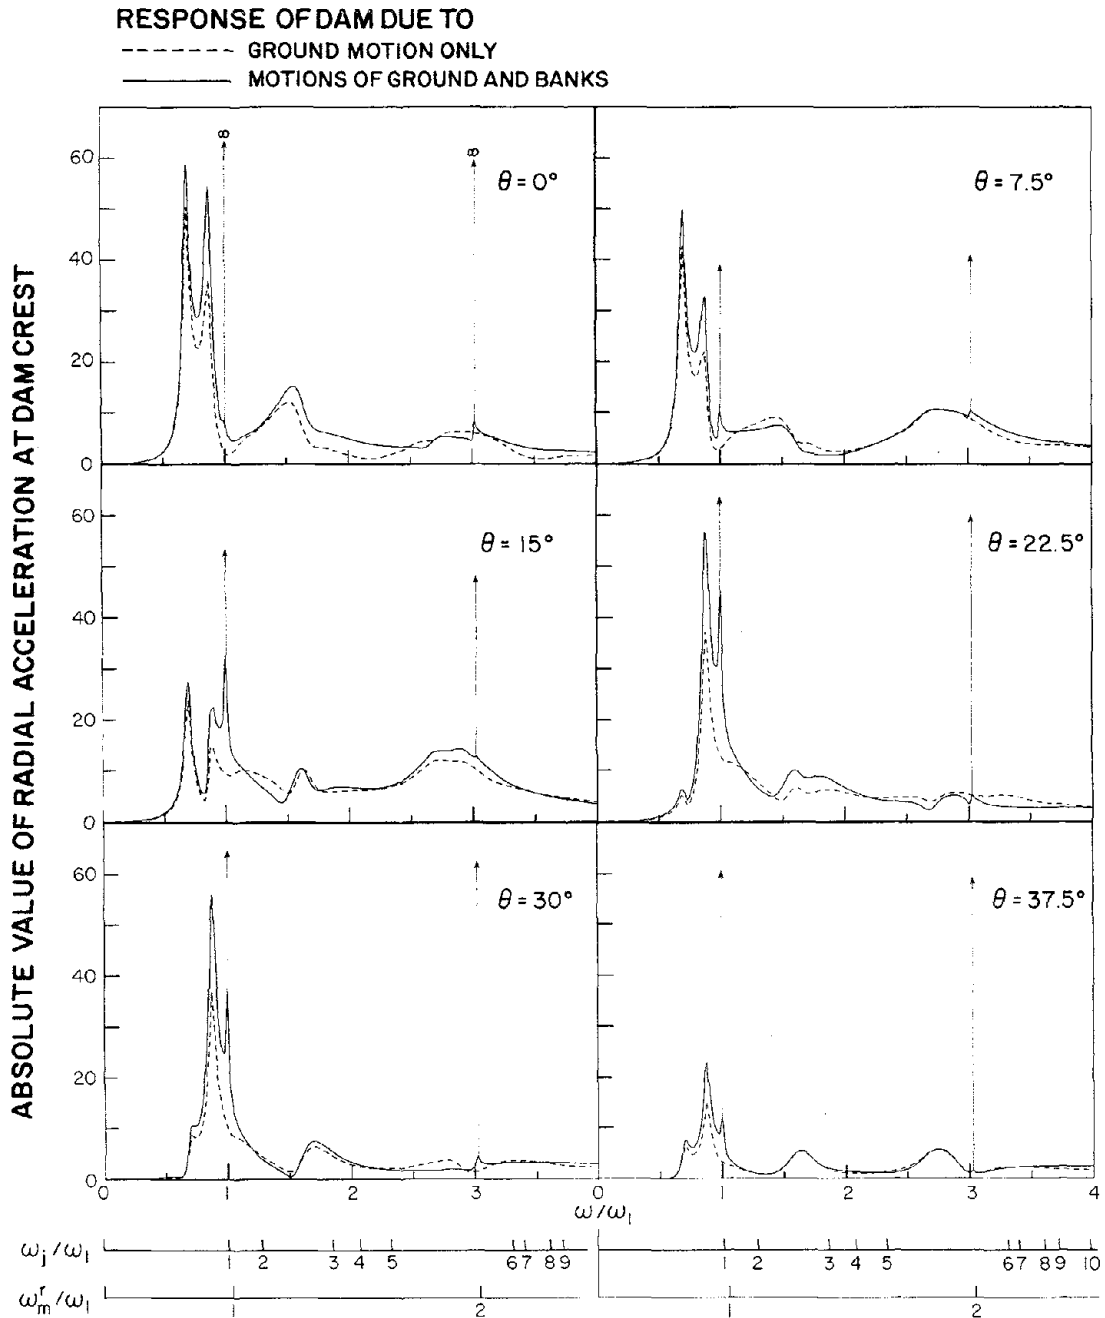 RESPONSE OF DAM DUE TO
GROUND MOTION ONLY
MOTIONS OF GROUND AND BANKS
ABSOLUTE VALUE OF RADIAL ACCELERATION AT DAM CREST
60
40
20
0
∞
∞
θ = 0°
θ = 7.5°
60
40
20
0
θ = 15°
θ = 22.5°
60
40
20
0
θ = 30°
θ = 37.5°
0 1 2 3 0 1 2 3 4
ω/ω₁
ωⱼ/ω₁ 1 2 3 4 5 6 7 8 9 1 2 3 4 5 6 7 8 9 10
ωₘʳ/ω₁ 1 2 1 2